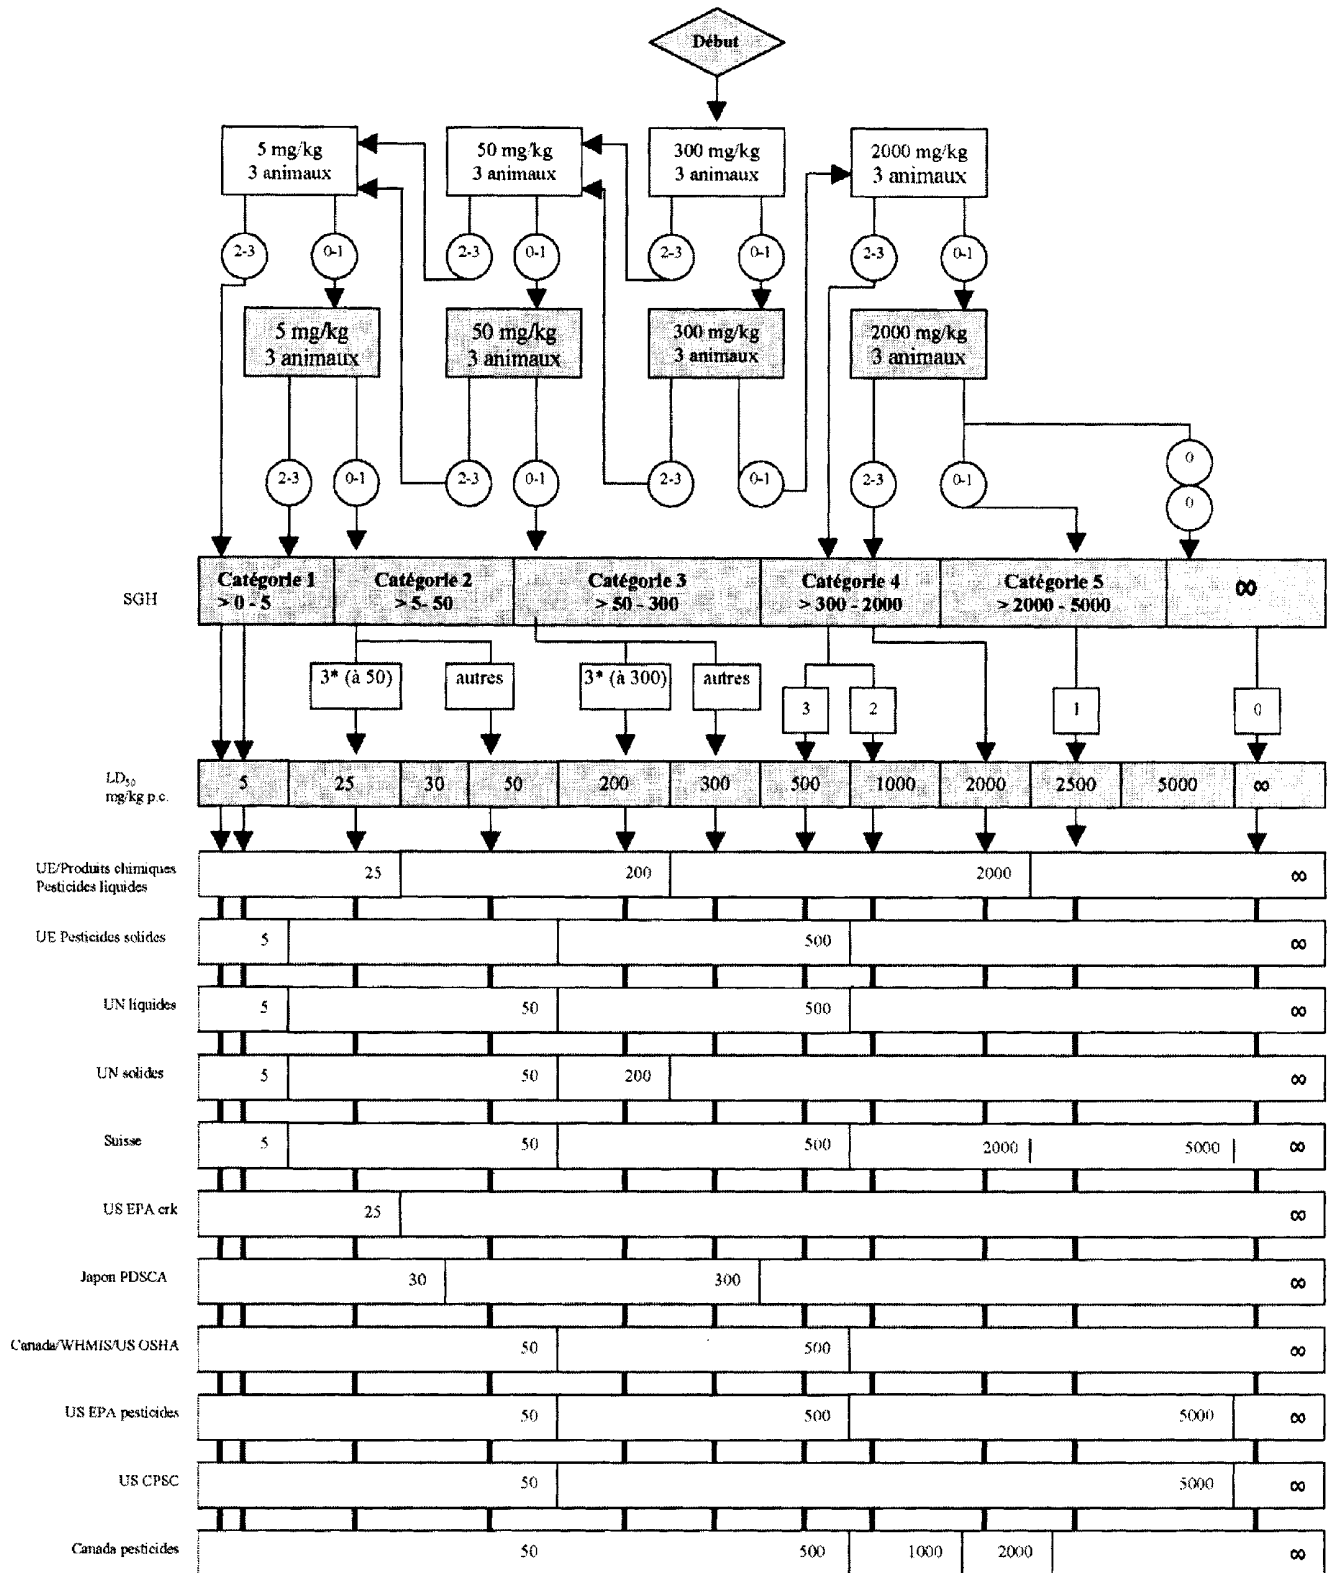 Début
5 mg/kg
3 animaux
50 mg/kg
3 animaux
300 mg/kg
3 animaux
2000 mg/kg
3 animaux
2-3
0-1
2-3
0-1
2-3
0-1
2-3
0-1
5 mg/kg
3 animaux
50 mg/kg
3 animaux
300 mg/kg
3 animaux
2000 mg/kg
3 animaux
2-3
0-1
2-3
0-1
2-3
0-1
2-3
0-1
0
0
SGH
Catégorie 1
> 0 - 5
Catégorie 2
> 5- 50
Catégorie 3
> 50 - 300
Catégorie 4
> 300 - 2000
Catégorie 5
> 2000 - 5000
∞
3* (à 50)
autres
3* (à 300)
autres
3
2
1
0
LD50
mg/kg p.c.
5 25 30 50 200 300 500 1000 2000 2500 5000 ∞
UE/Produits chimiques
Pesticides liquides
25 200 2000 ∞
UE Pesticides solides 5 500 ∞
UN liquides 5 50 500 ∞
UN solides 5 50 200 ∞
Suisse 5 50 500 2000 5000 ∞
US EPA crk 25 ∞
Japon PDSCA 30 300 ∞
Canada/WHMIS/US OSHA 50 500 ∞
US EPA pesticides 50 500 5000 ∞
US CPSC 50 5000 ∞
Canada pesticides 50 500 1000 2000 ∞